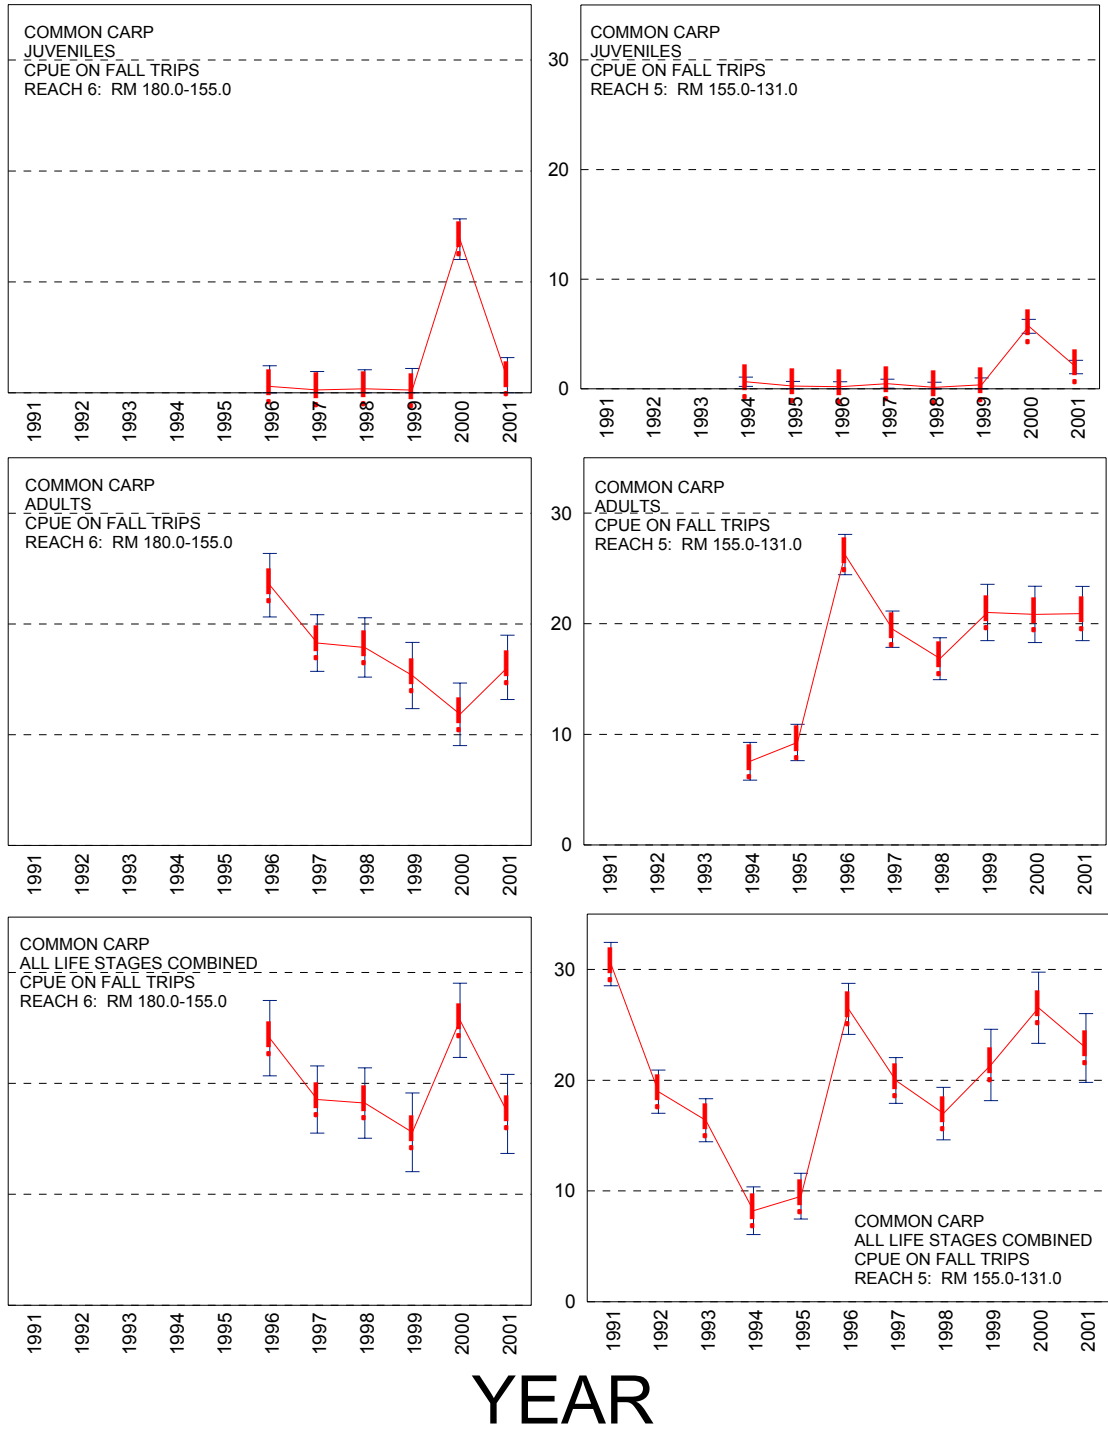 COMMON CARP
JUVENILES
CPUE ON FALL TRIPS
REACH 6: RM 180.0-155.0
1991 1992 1993 1994 1995 1996 1997 1998 1999 2000 2001
COMMON CARP
JUVENILES
CPUE ON FALL TRIPS
REACH 5: RM 155.0-131.0
30
20
10
0
1991 1992 1993 1994 1995 1996 1997 1998 1999 2000 2001
COMMON CARP
ADULTS
CPUE ON FALL TRIPS
REACH 6: RM 180.0-155.0
1991 1992 1993 1994 1995 1996 1997 1998 1999 2000 2001
COMMON CARP
ADULTS
CPUE ON FALL TRIPS
REACH 5: RM 155.0-131.0
30
20
10
0
1991 1992 1993 1994 1995 1996 1997 1998 1999 2000 2001
COMMON CARP
ALL LIFE STAGES COMBINED
CPUE ON FALL TRIPS
REACH 6: RM 180.0-155.0
1991 1992 1993 1994 1995 1996 1997 1998 1999 2000 2001
30
20
10
0
COMMON CARP
ALL LIFE STAGES COMBINED
CPUE ON FALL TRIPS
REACH 5: RM 155.0-131.0
1991 1992 1993 1994 1995 1996 1997 1998 1999 2000 2001
YEAR